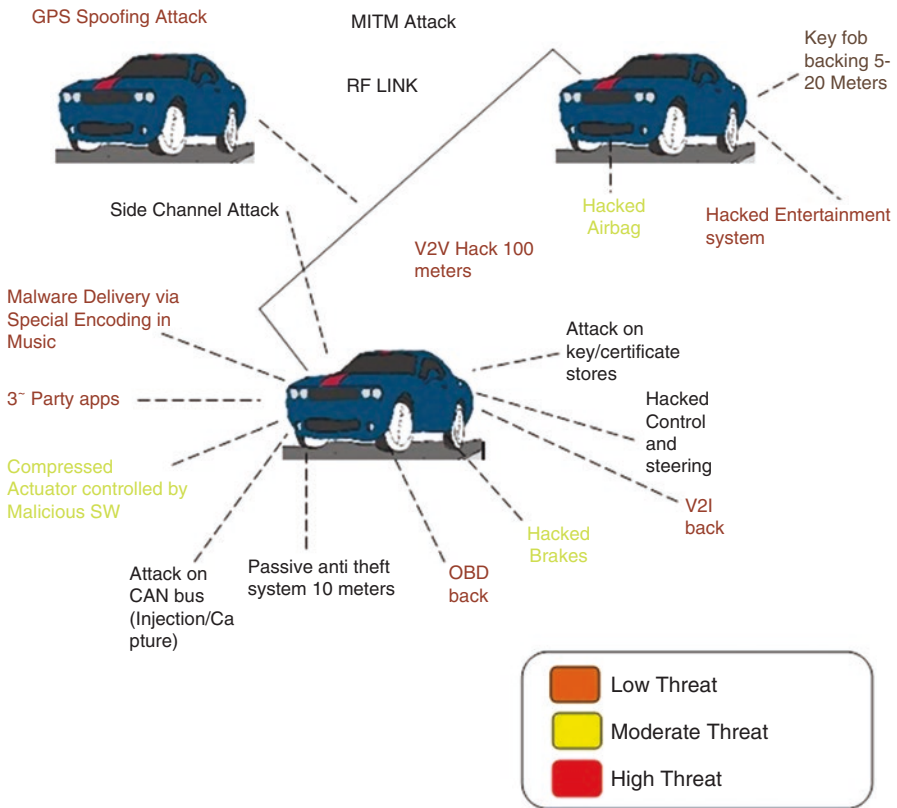 GPS Spoofing Attack
MITM Attack
RF LINK
Key fob
backing 5-
20 Meters
Side Channel Attack
Hacked
Airbag
Hacked Entertainment
system
V2V Hack 100
meters
Malware Delivery via
Special Encoding in
Music
Attack on
key/certificate
stores
3~ Party apps
Hacked
Control
and
steering
Compressed
Actuator controlled by
Malicious SW
V2I
back
Hacked
Brakes
OBD
back
Passive anti theft
system 10 meters
Attack on
CAN bus
(Injection/Ca
pture)
Low Threat
Moderate Threat
High Threat